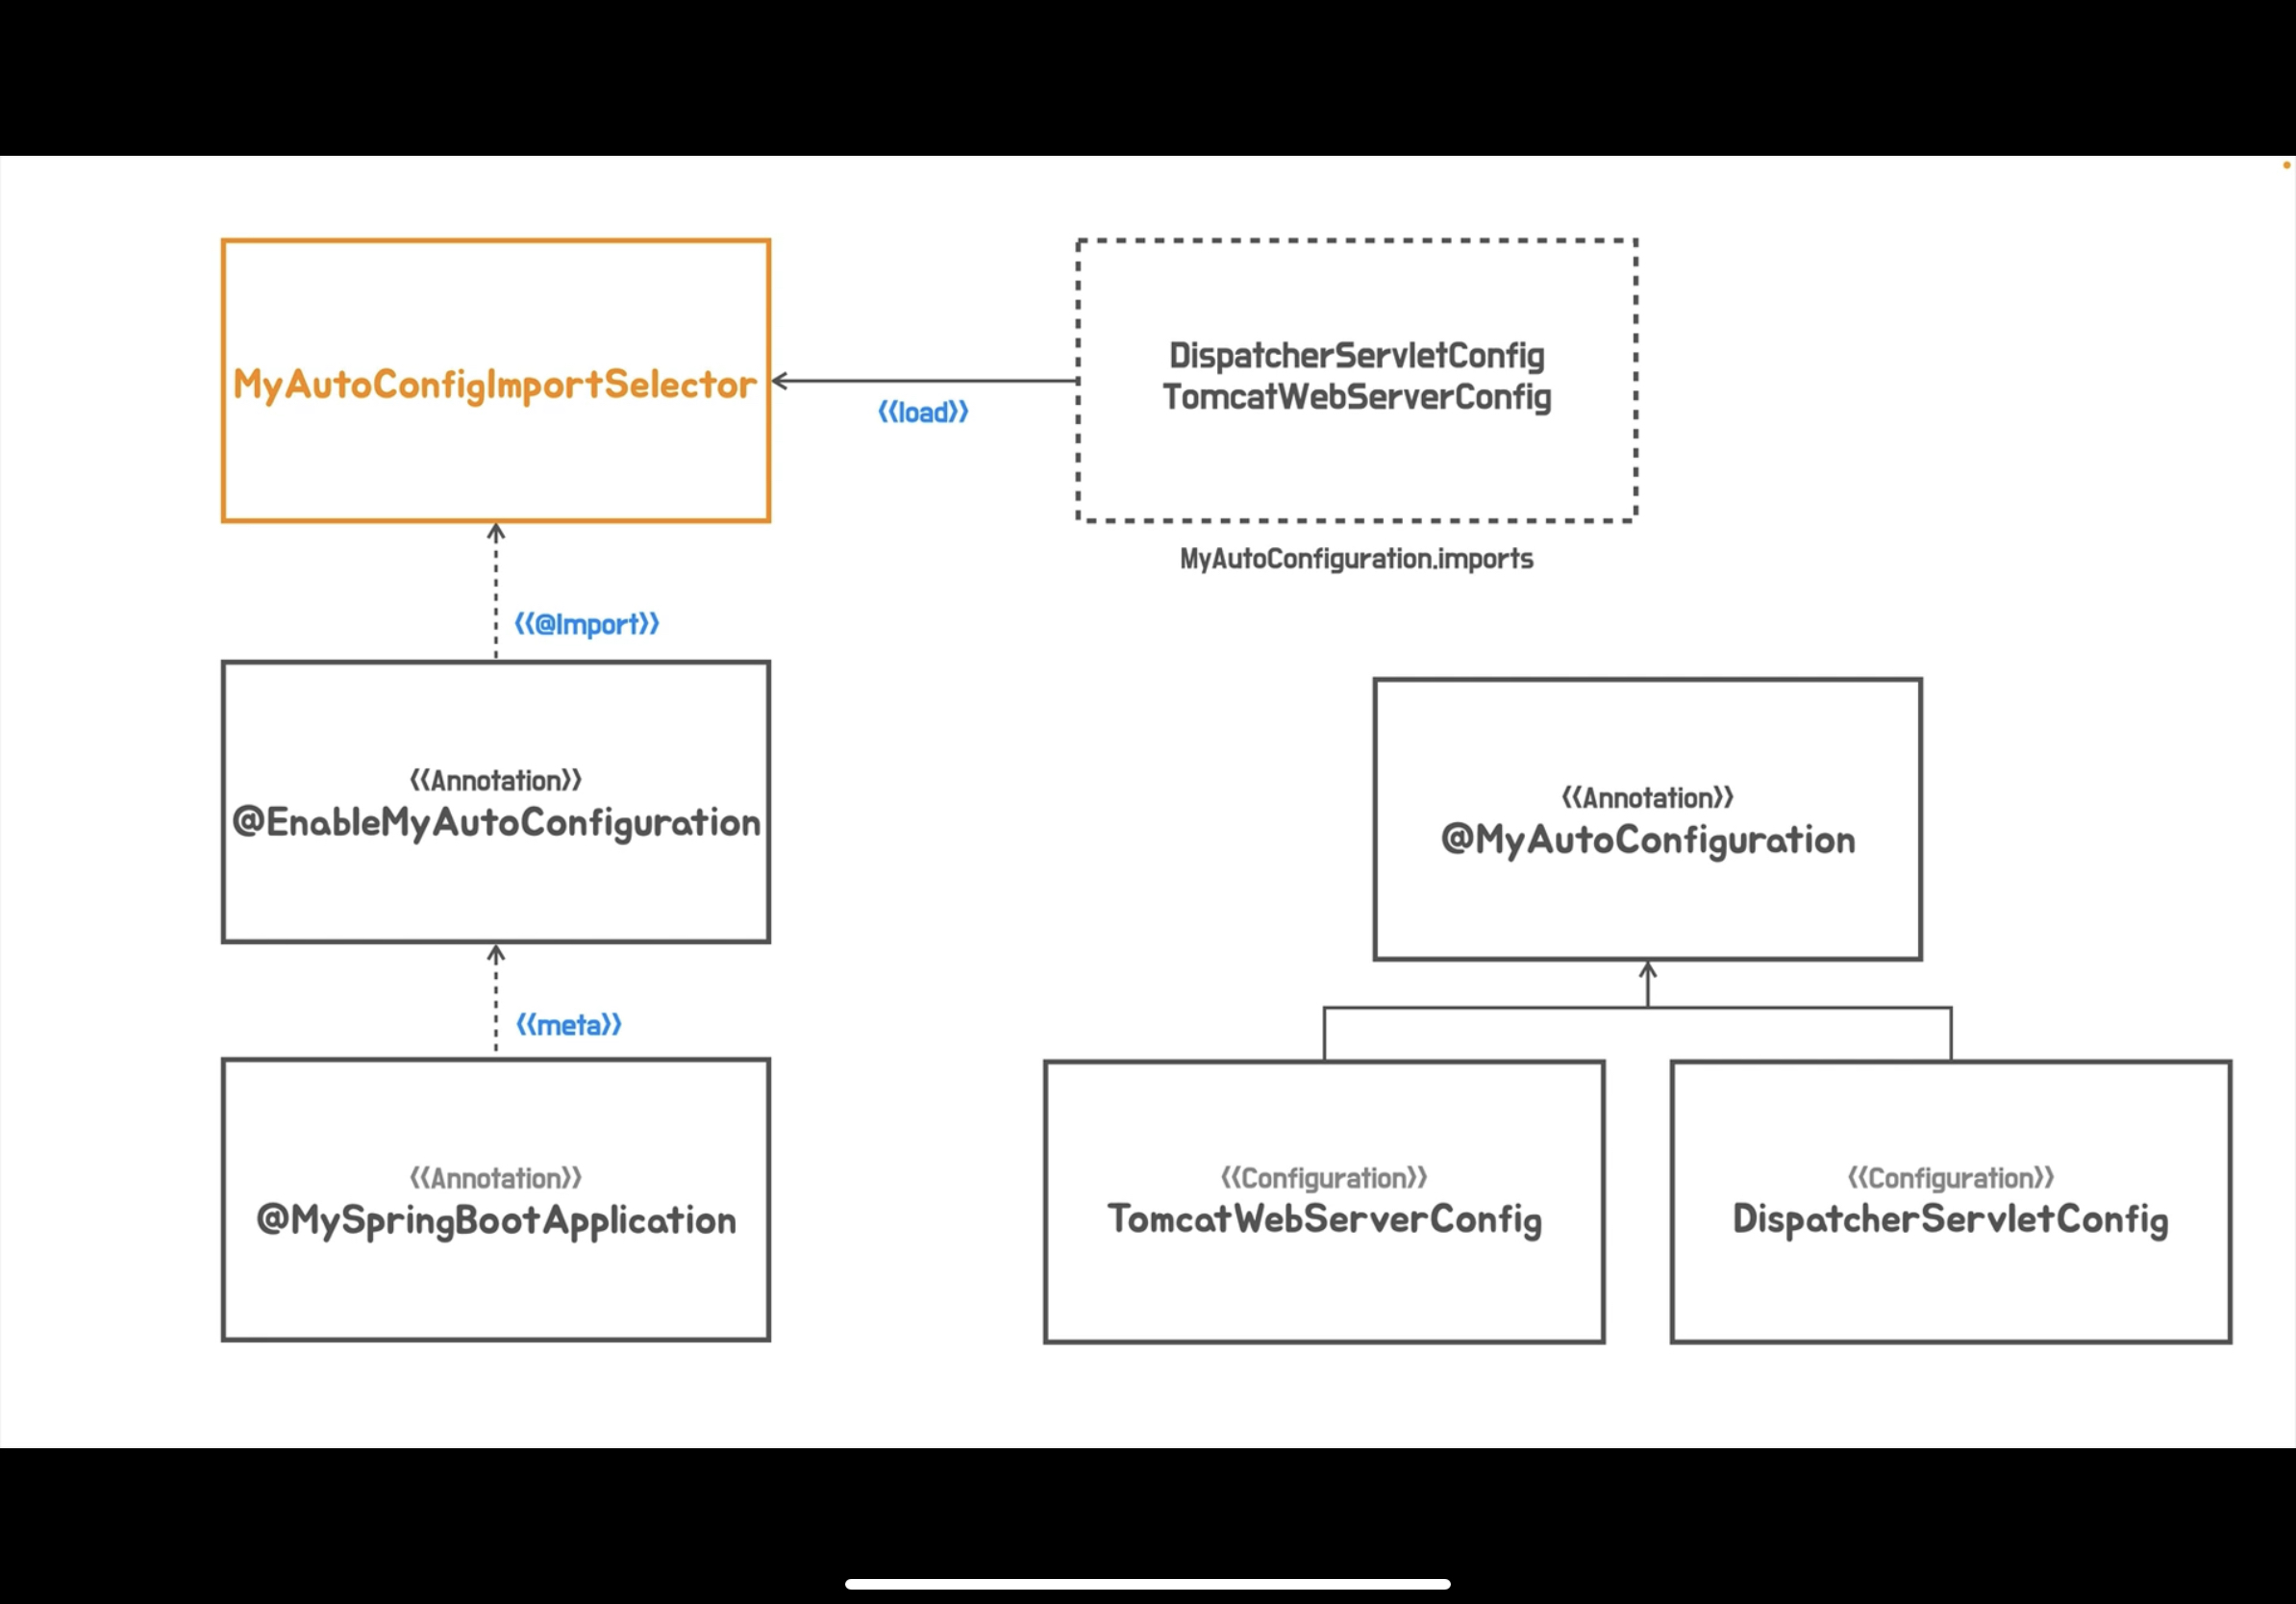 MyAutoConfigImportSelector
<<load>>
DispatcherServletConfig
TomcatWebServerConfig
MyAutoConfiguration.imports
<<@Import>>
<<Annotation>>
@EnableMyAutoConfiguration
<<Annotation>>
@MyAutoConfiguration
<<meta>>
<<Annotation>>
@MySpringBootApplication
<<Configuration>>
TomcatWebServerConfig
<<Configuration>>
DispatcherServletConfig